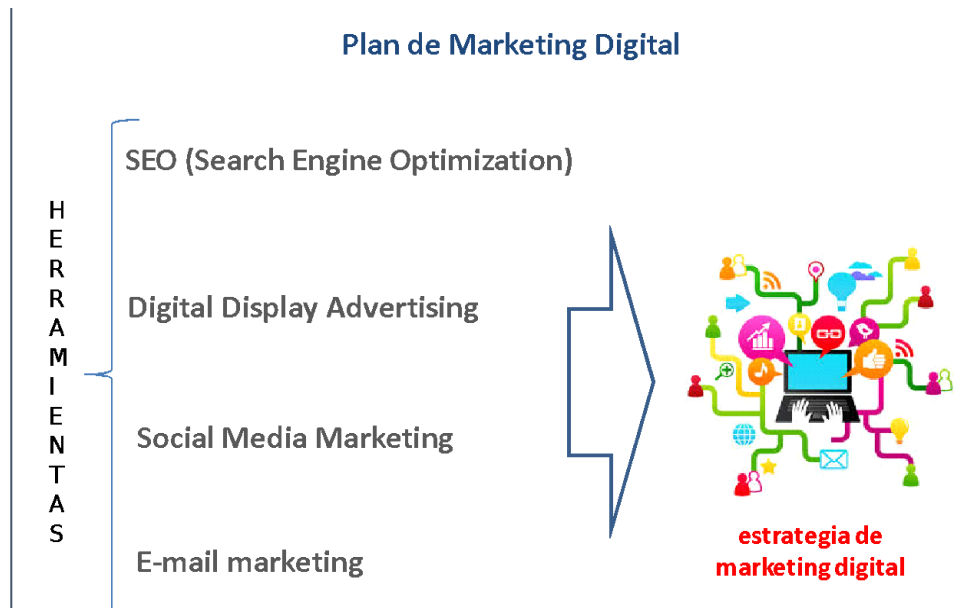 Plan de Marketing Digital
HERRAMIENTAS
SEO (Search Engine Optimization)
Digital Display Advertising
Social Media Marketing
E-mail marketing
estrategia de
marketing digital